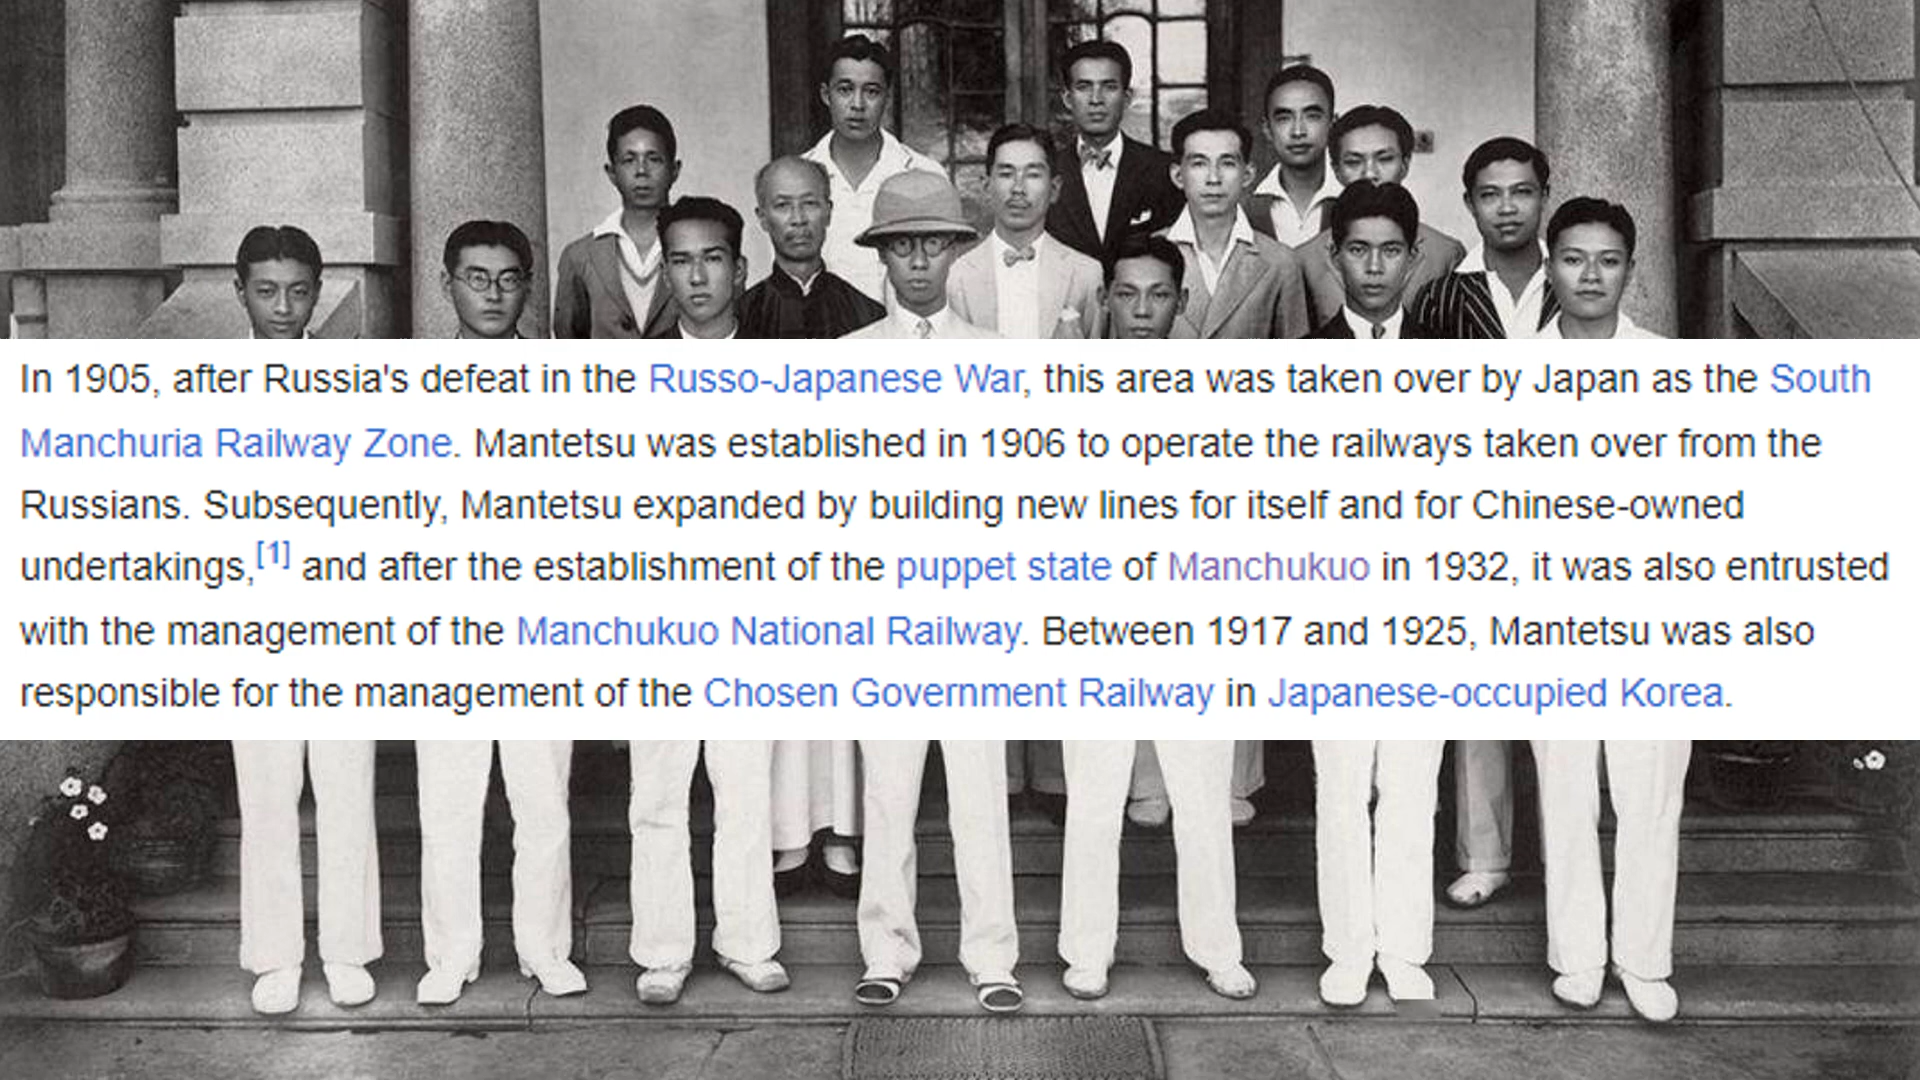 In 1905, after Russia's defeat in the Russo-Japanese War, this area was taken over by Japan as the South
Manchuria Railway Zone. Mantetsu was established in 1906 to operate the railways taken over from the
Russians. Subsequently, Mantetsu expanded by building new lines for itself and for Chinese-owned
undertakings,[1] and after the establishment of the puppet state of Manchukuo in 1932, it was also entrusted
with the management of the Manchukuo National Railway. Between 1917 and 1925, Mantetsu was also
responsible for the management of the Chosen Government Railway in Japanese-occupied Korea.